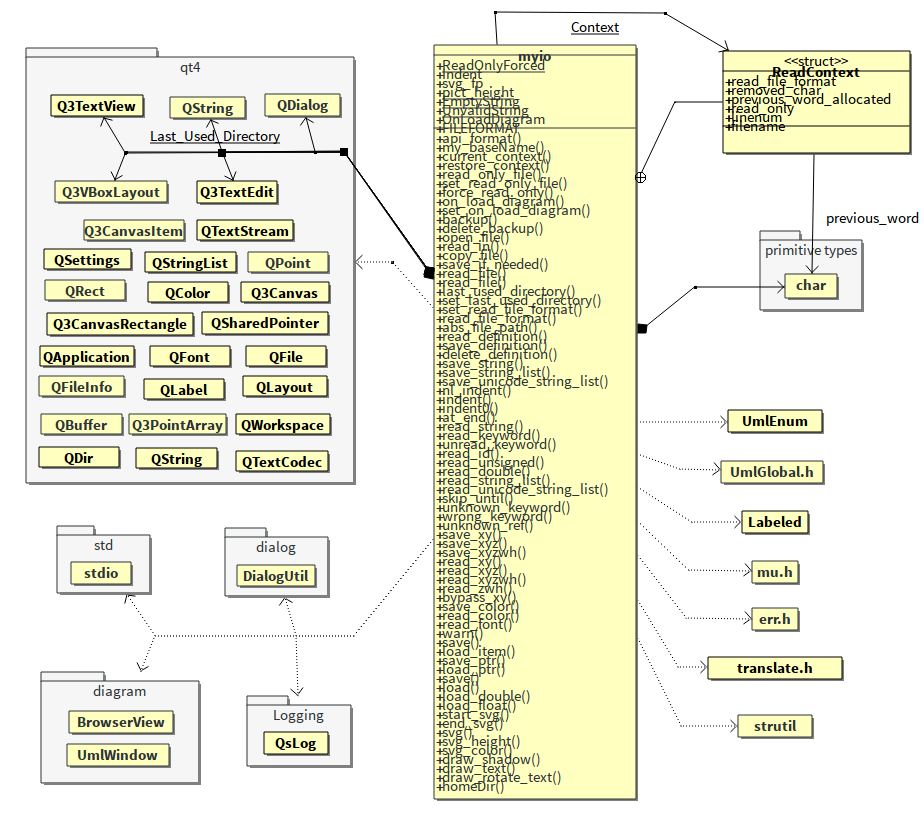 Context
qt4
Q3TextView
QString
QDialog
Last_Used_Directory
Q3VBoxLayout
Q3TextEdit
Q3CanvasItem
QTextStream
QSettings
QStringList
QPoint
QRect
QColor
Q3Canvas
Q3CanvasRectangle
QSharedPointer
QApplication
QFont
QFile
QFileInfo
QLabel
QLayout
QBuffer
Q3PointArray
QWorkspace
QDir
QString
QTextCodec
std
stdio
dialog
DialogUtil
diagram
BrowserView
UmlWindow
Logging
QsLog
myio
+ReadOnlyForced
+Indent
+svg_fp
+pict_height
+EmptyString
+UnvalidString
+OnLoadDiagram
+FILEFORMAT
+api_format()
+my_baseName()
+current_context()
+restore_context()
+read_only_file()
+set_read_only_file()
+force_read_only()
+on_load_diagram()
+set_on_load_diagram()
+backup()
+delete_backup()
+open_file()
+read_in()
+copy_file()
+save_if_needed()
+read_file()
+read_file()
+last_used_directory()
+set_last_used_directory()
+set_read_file_format()
+read_file_format()
+abs_file_path()
+read_definition()
+save_definition()
+delete_definition()
+save_string()
+save_string_list()
+save_unicode_string_list()
+nl_indent()
+indent()
+indent0()
+at_end()
+read_string()
+read_keyword()
+unread_keyword()
+read_id()
+read_unsigned()
+read_double()
+read_string_list()
+read_unicode_string_list()
+skip_until()
+unknown_keyword()
+wrong_keyword()
+unknown_ref()
+save_xy()
+save_xyz()
+save_xyzwh()
+read_xy()
+read_xyz()
+read_xyzwh()
+read_zwh()
+bypass_xy()
+save_color()
+read_color()
+read_font()
+warn()
+save()
+load_item()
+save_ptr()
+load_ptr()
+save()
+load()
+load_double()
+load_float()
+start_svg()
+end_svg()
+svg()
+svg_height()
+svg_color()
+draw_shadow()
+draw_text()
+draw_rotate_text()
+homeDir()
<<struct>>
ReadContext
+read_file_format
+removed_char
+previous_word_allocated
+read_only
+linenum
+filename
previous_word
primitive types
char
UmlEnum
UmlGlobal.h
Labeled
mu.h
err.h
translate.h
strutil